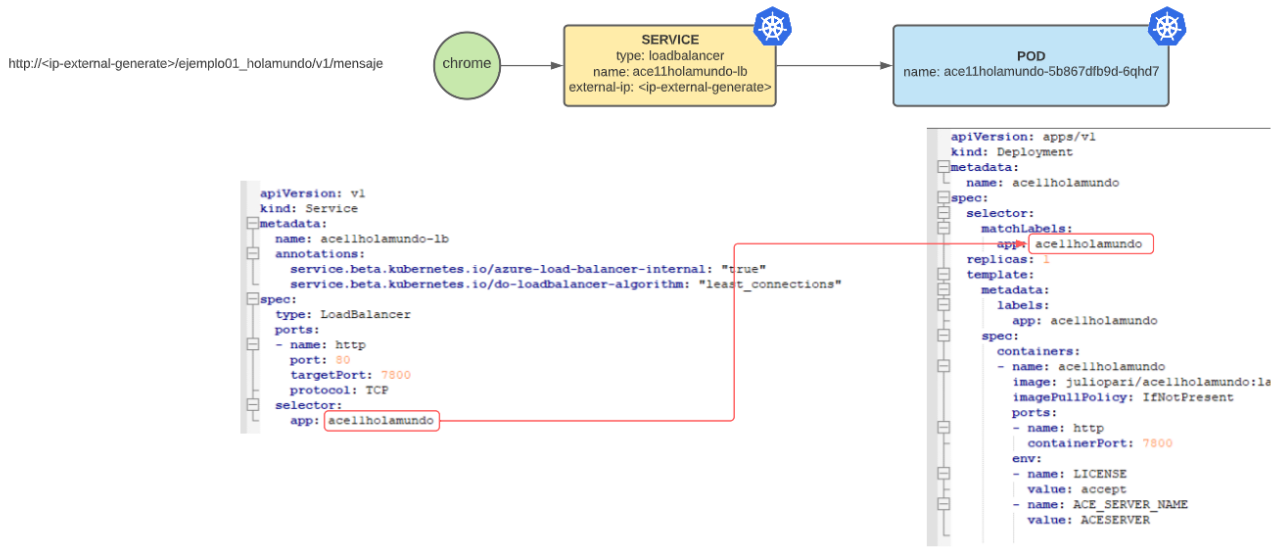 http://<ip-external-generate>/ejemplo01_holamundo/v1/mensaje
chrome
SERVICE
type: loadbalancer
name: ace11holamundo-lb
external-ip: <ip-external-generate>
POD
name: ace11holamundo-5b867dfb9d-6qhd7
apiVersion: v1
kind: Service
metadata:
name: ace11holamundo-lb
annotations:
service.beta.kubernetes.io/azure-load-balancer-internal: "true"
service.beta.kubernetes.io/do-loadbalancer-algorithm: "least_connections"
spec:
type: LoadBalancer
ports:
- name: http
port: 80
targetPort: 7800
protocol: TCP
selector:
app: ace11holamundo
apiVersion: apps/v1
kind: Deployment
metadata:
name: ace11holamundo
spec:
selector:
matchLabels:
app: ace11holamundo
replicas: 1
template:
metadata:
labels:
app: ace11holamundo
spec:
containers:
- name: ace11holamundo
image: juliopari/ace11holamundo:la
imagePullPolicy: IfNotPresent
ports:
- name: http
containerPort: 7800
env:
- name: LICENSE
value: accept
- name: ACE_SERVER_NAME
value: ACESERVER